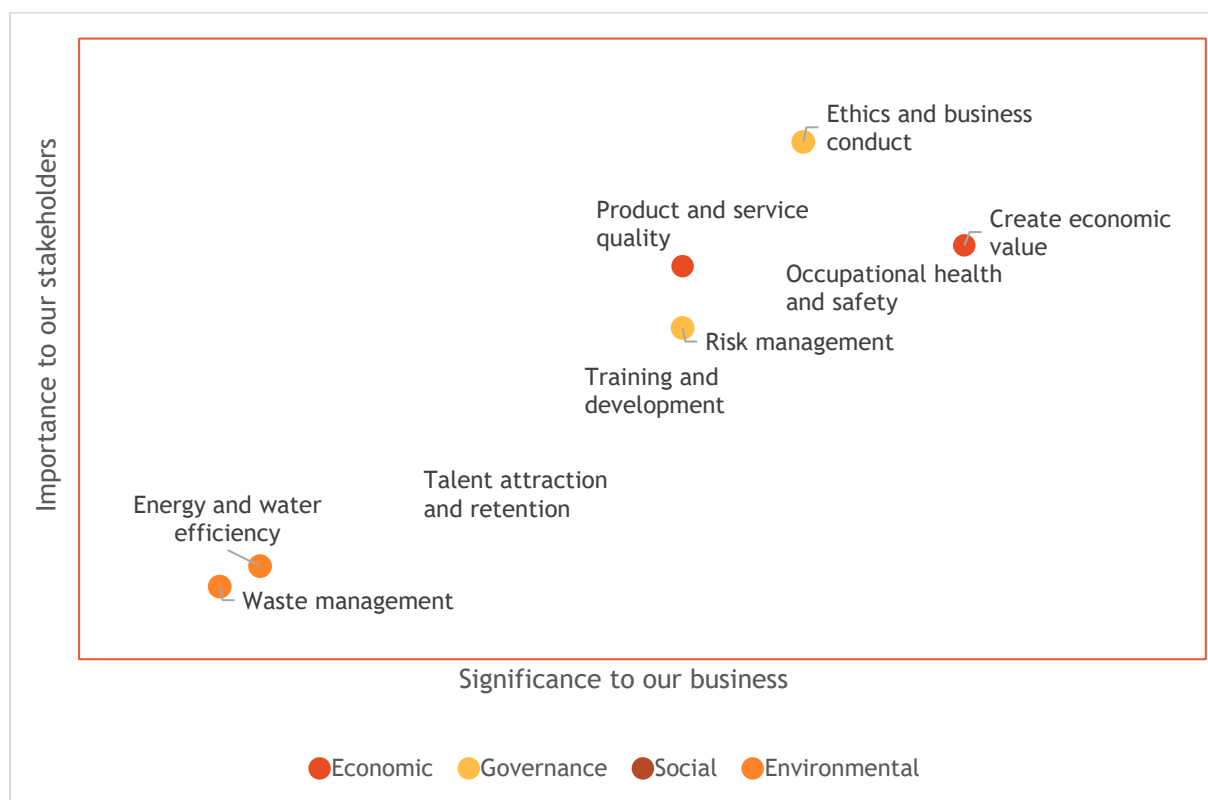 Importance to our stakeholders
Ethics and business
conduct
Product and service
quality
Create economic
value
Occupational health
and safety
Risk management
Training and
development
Talent attraction
and retention
Energy and water
efficiency
Waste management
Significance to our business
Economic
Governance
Social
Environmental